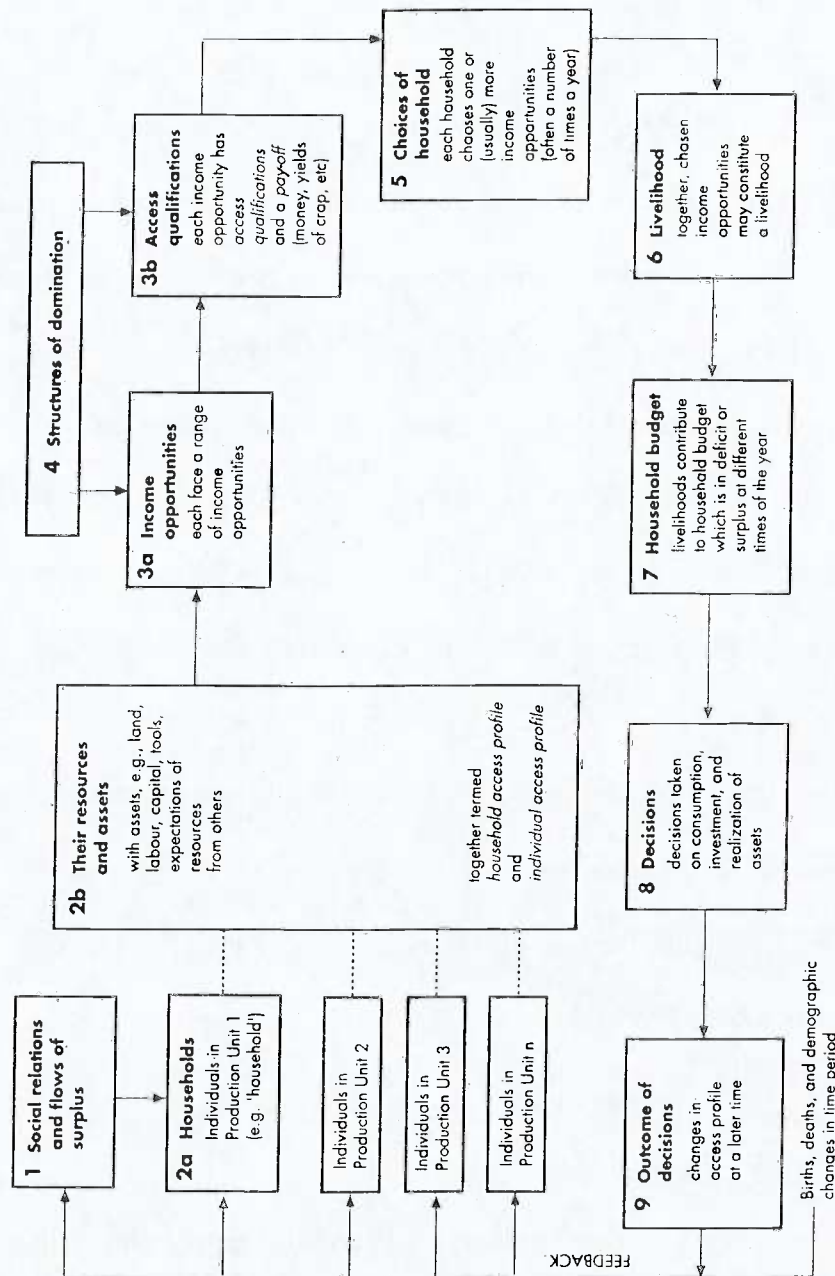 1 Social relations
and flows of
surplus
2a Households
Individuals in
Production Unit 1
(e.g. 'household')
Individuals in
Production Unit 2
Individuals in
Production Unit 3
Individuals in
Production Unit n
2b Their resources
and assets
with assets, e.g., land,
labour, capital, tools,
expectations of
resources
from others
together termed
household access profile
and
individual access profile
3a Income
opportunities
each face a range
of income
opportunities
4 Structures of domination
3b Access
qualifications
each income
opportunity has
access
qualifications
and a pay-off
(money, yields
of crop, etc)
5 Choices of
household
each household
chooses one or
(usually) more
income
opportunities
(often a number
of times a year)
6 Livelihood
together, chosen
income
opportunities
may constitute
a livelihood
7 Household budget
livelihoods contribute
to household budget
which is in deficit or
surplus at different
times of the year
8 Decisions
decisions taken
on consumption,
investment, and
realization of
assets
9 Outcome of
decisions
changes in
access profile
at a later time
FEEDBACK
Births, deaths, and demographic
changes in time period